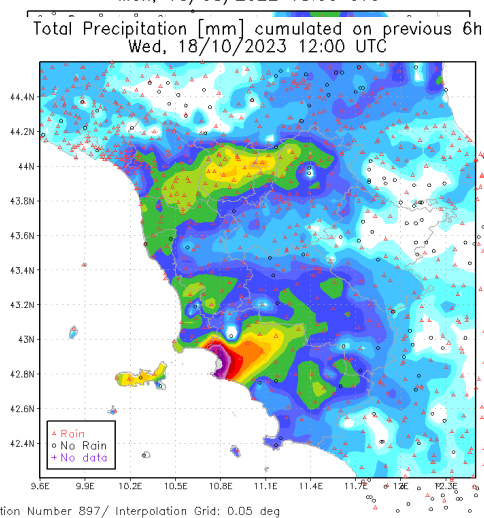 Total Precipitation [mm] cumulated on previous 6h
Wed, 18/10/2023 12:00 UTC
44.4N
44.2N
44N
43.8N
43.6N
43.4N
43.2N
43N
42.8N
42.6N
42.4N
Rain
No Rain
No data
9.6E 9.9E 10.2E 10.5E 10.8E 11.1E 11.4E 11.7E 12E 12.3E
tion Number 897/ Interpolation Grid: 0.05 deg